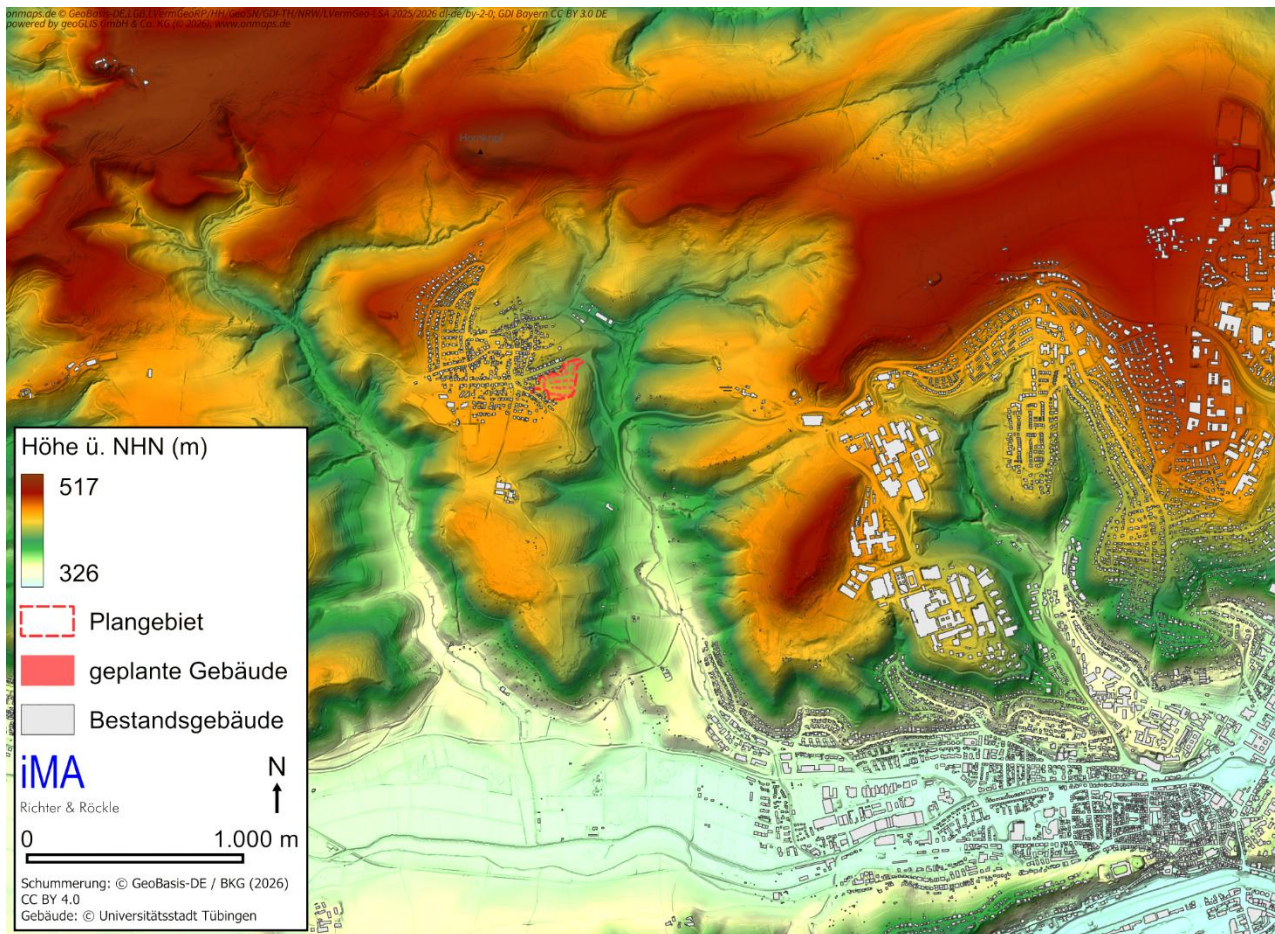 onmaps.de © GeoBasis-DE,LGB,LVermGeoRP/HH/GeoSN/GDI-TH/NRW/LVermGeo-LSA 2025/2026 dl-de/by-2-0; GDI Bayern CC BY 3.0 DE
powered by geoGLIS GmbH & Co. KG (c) 2026), www.onmaps.de
Hornkopf
Höhe ü. NHN (m)
517
326
Plangebiet
geplante Gebäude
Bestandsgebäude
iMA
Richter & Röckle
N
0 1.000 m
Schummerung: © GeoBasis-DE / BKG (2026)
CC BY 4.0
Gebäude: © Universitätsstadt Tübingen